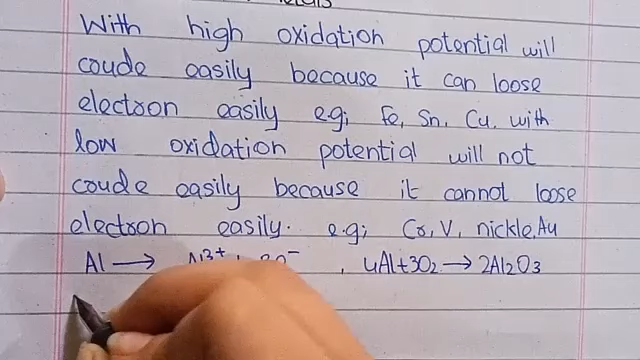 With high oxidation potential will
coude easily because it can loose
electron easily e.g; Fe, Sn, Cu. with
low oxidation potential will not
coude easily because it cannot loose
electron easily. e.g; Cr, V, nickle, Au
Al → , 4Al+3O₂ → 2Al₂O₃